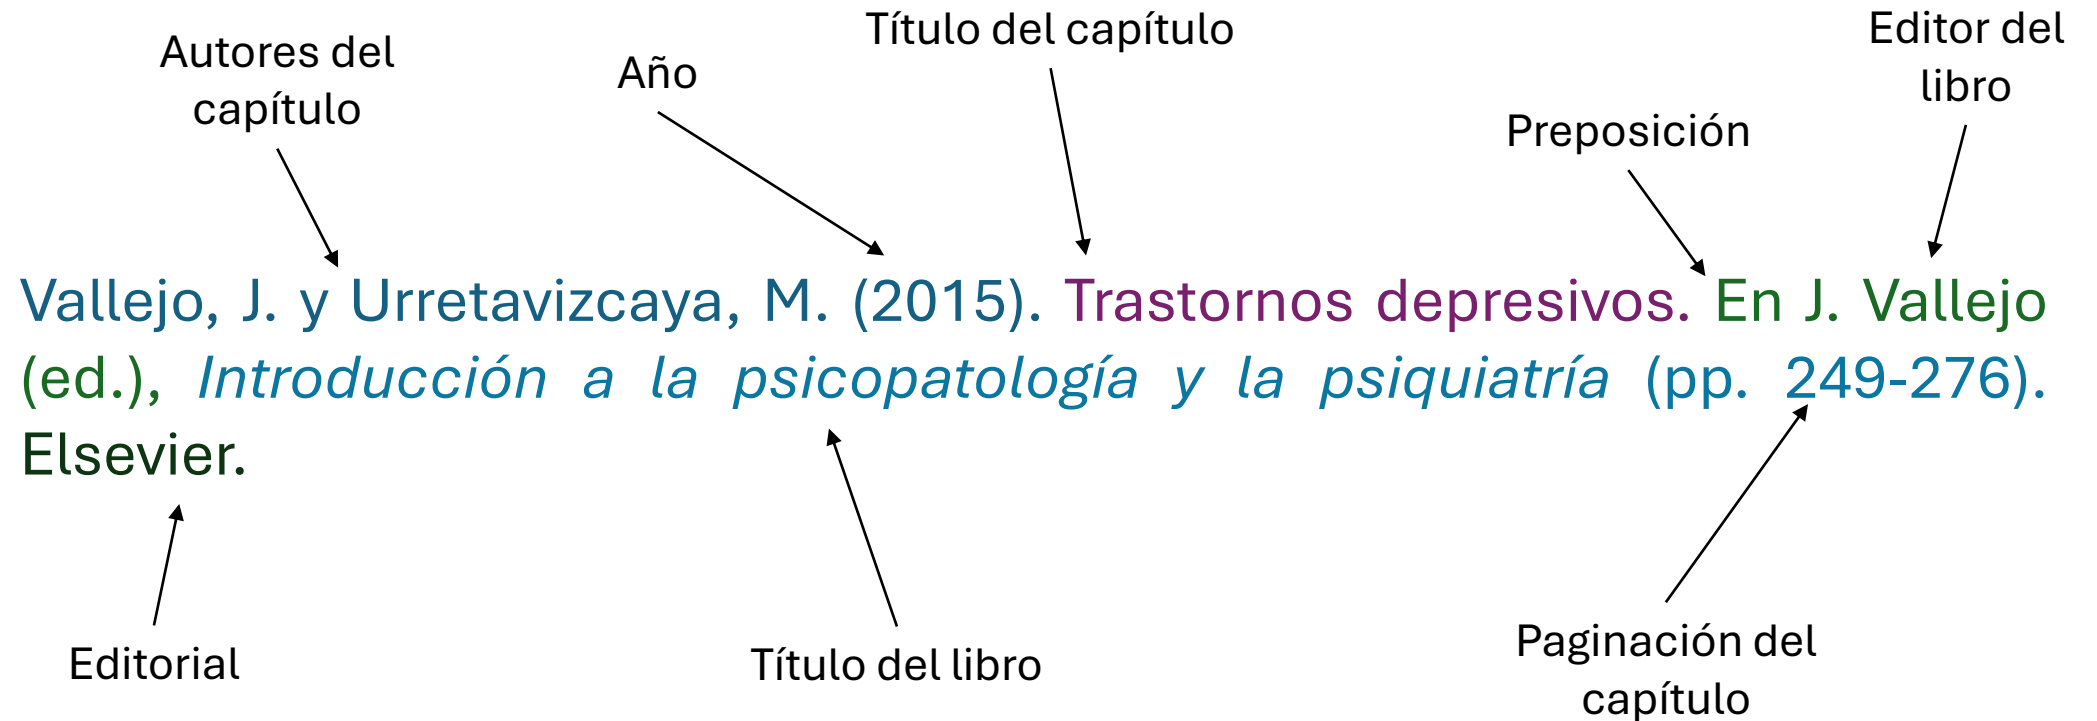 Autores del
capítulo
Año
Título del capítulo
Preposición
Editor del
libro
Vallejo, J. y Urretavizcaya, M. (2015). Trastornos depresivos. En J. Vallejo
(ed.), Introducción a la psicopatología y la psiquiatría (pp. 249-276).
Elsevier.
Editorial
Título del libro
Paginación del
capítulo